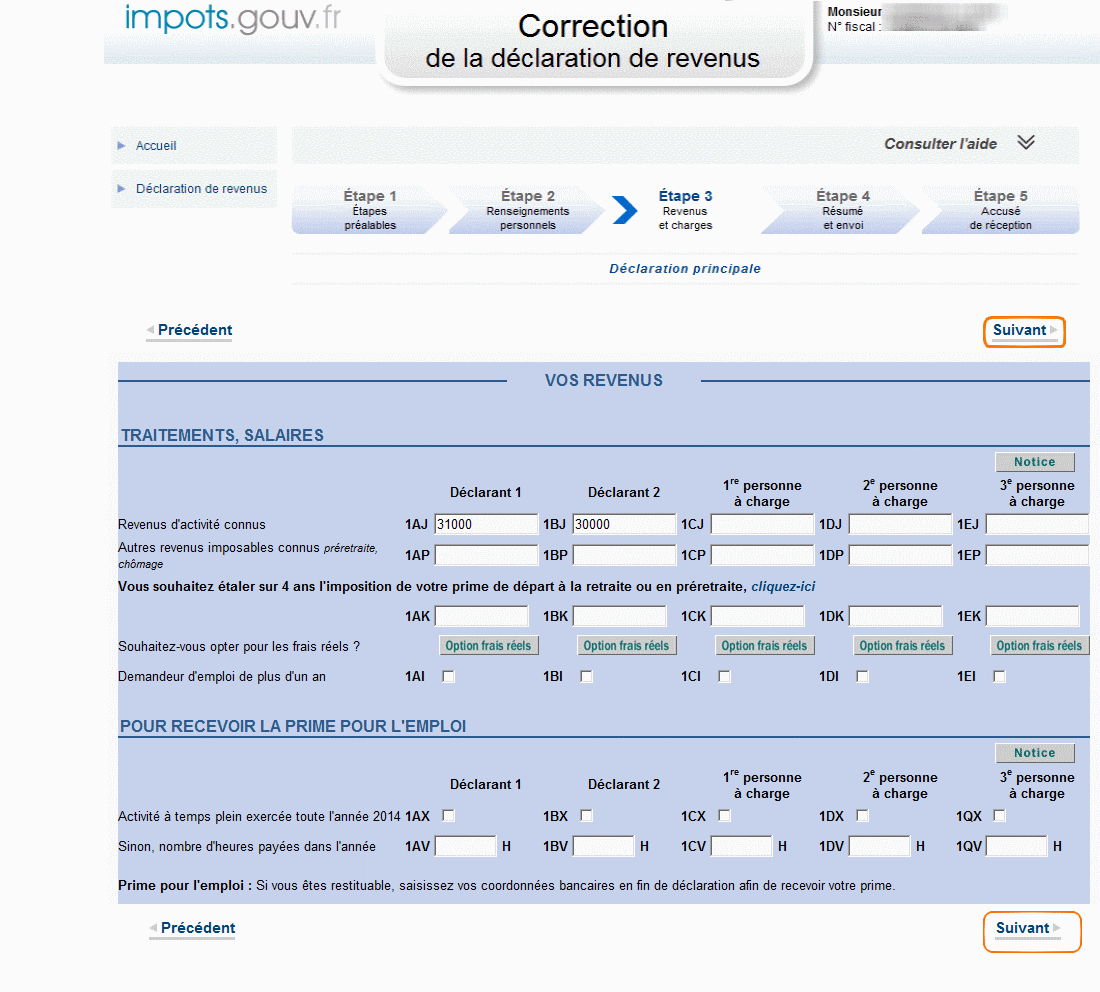 impots.gouv.fr
Correction
de la déclaration de revenus
Monsieur
N° fiscal :
Accueil
Déclaration de revenus
Consulter l'aide
Étape 1
Étapes
préalables
Étape 2
Renseignements
personnels
Étape 3
Revenus
et charges
Étape 4
Résumé
et envoi
Étape 5
Accusé
de réception
Déclaration principale
Précédent
Suivant
VOS REVENUS
TRAITEMENTS, SALAIRES
Notice
Déclarant 1
Déclarant 2
1re personne
à charge
2e personne
à charge
3e personne
à charge
Revenus d'activité connus 1AJ 31000 1BJ 30000 1CJ 1DJ 1EJ
Autres revenus imposables connus préretraite,
chômage
1AP 1BP 1CP 1DP 1EP
Vous souhaitez étaler sur 4 ans l'imposition de votre prime de départ à la retraite ou en préretraite, cliquez-ici
1AK 1BK 1CK 1DK 1EK
Souhaitez-vous opter pour les frais réels ? Option frais réels Option frais réels Option frais réels Option frais réels Option frais réels
Demandeur d'emploi de plus d'un an 1AI 1BI 1CI 1DI 1EI
POUR RECEVOIR LA PRIME POUR L'EMPLOI
Notice
Déclarant 1
Déclarant 2
1re personne
à charge
2e personne
à charge
3e personne
à charge
Activité à temps plein exercée toute l'année 2014 1AX 1BX 1CX 1DX 1QX
Sinon, nombre d'heures payées dans l'année 1AV H 1BV H 1CV H 1DV H 1QV H
Prime pour l'emploi : Si vous êtes restituable, saisissez vos coordonnées bancaires en fin de déclaration afin de recevoir votre prime.
Précédent
Suivant